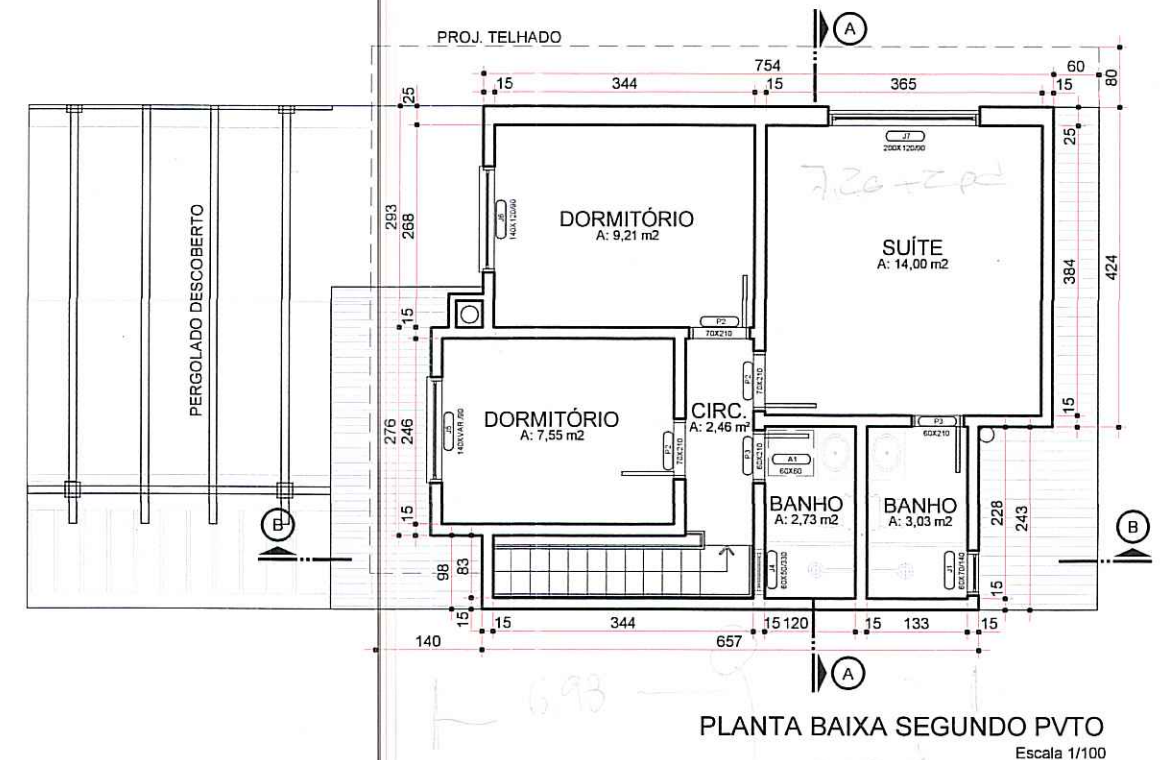 A
PROJ. TELHADO
754
60
15
344
15
365
15
80
25
J7
200X120/90
25
7,20
PERGOLADO DESCOBERTO
293
268
J6
140X120/90
DORMITÓRIO
A: 9,21 m2
SUÍTE
A: 14,00 m2
384
424
15
P2
70X210
P2
70X210
276
246
J5
140XVAR./90
DORMITÓRIO
A: 7,55 m2
P2
70X210
CIRC.
A: 2,46 m²
P3
60X210
P3
60X210
15
A1
60X60
BANHO
A: 2,73 m2
BANHO
A: 3,03 m2
228
243
15
B
B
98
83
J4
60X50/330
J1
60X70/140
15
15
15
344
15
120
15
133
15
140
657
A
6.93
PLANTA BAIXA SEGUNDO PVTO
Escala 1/100